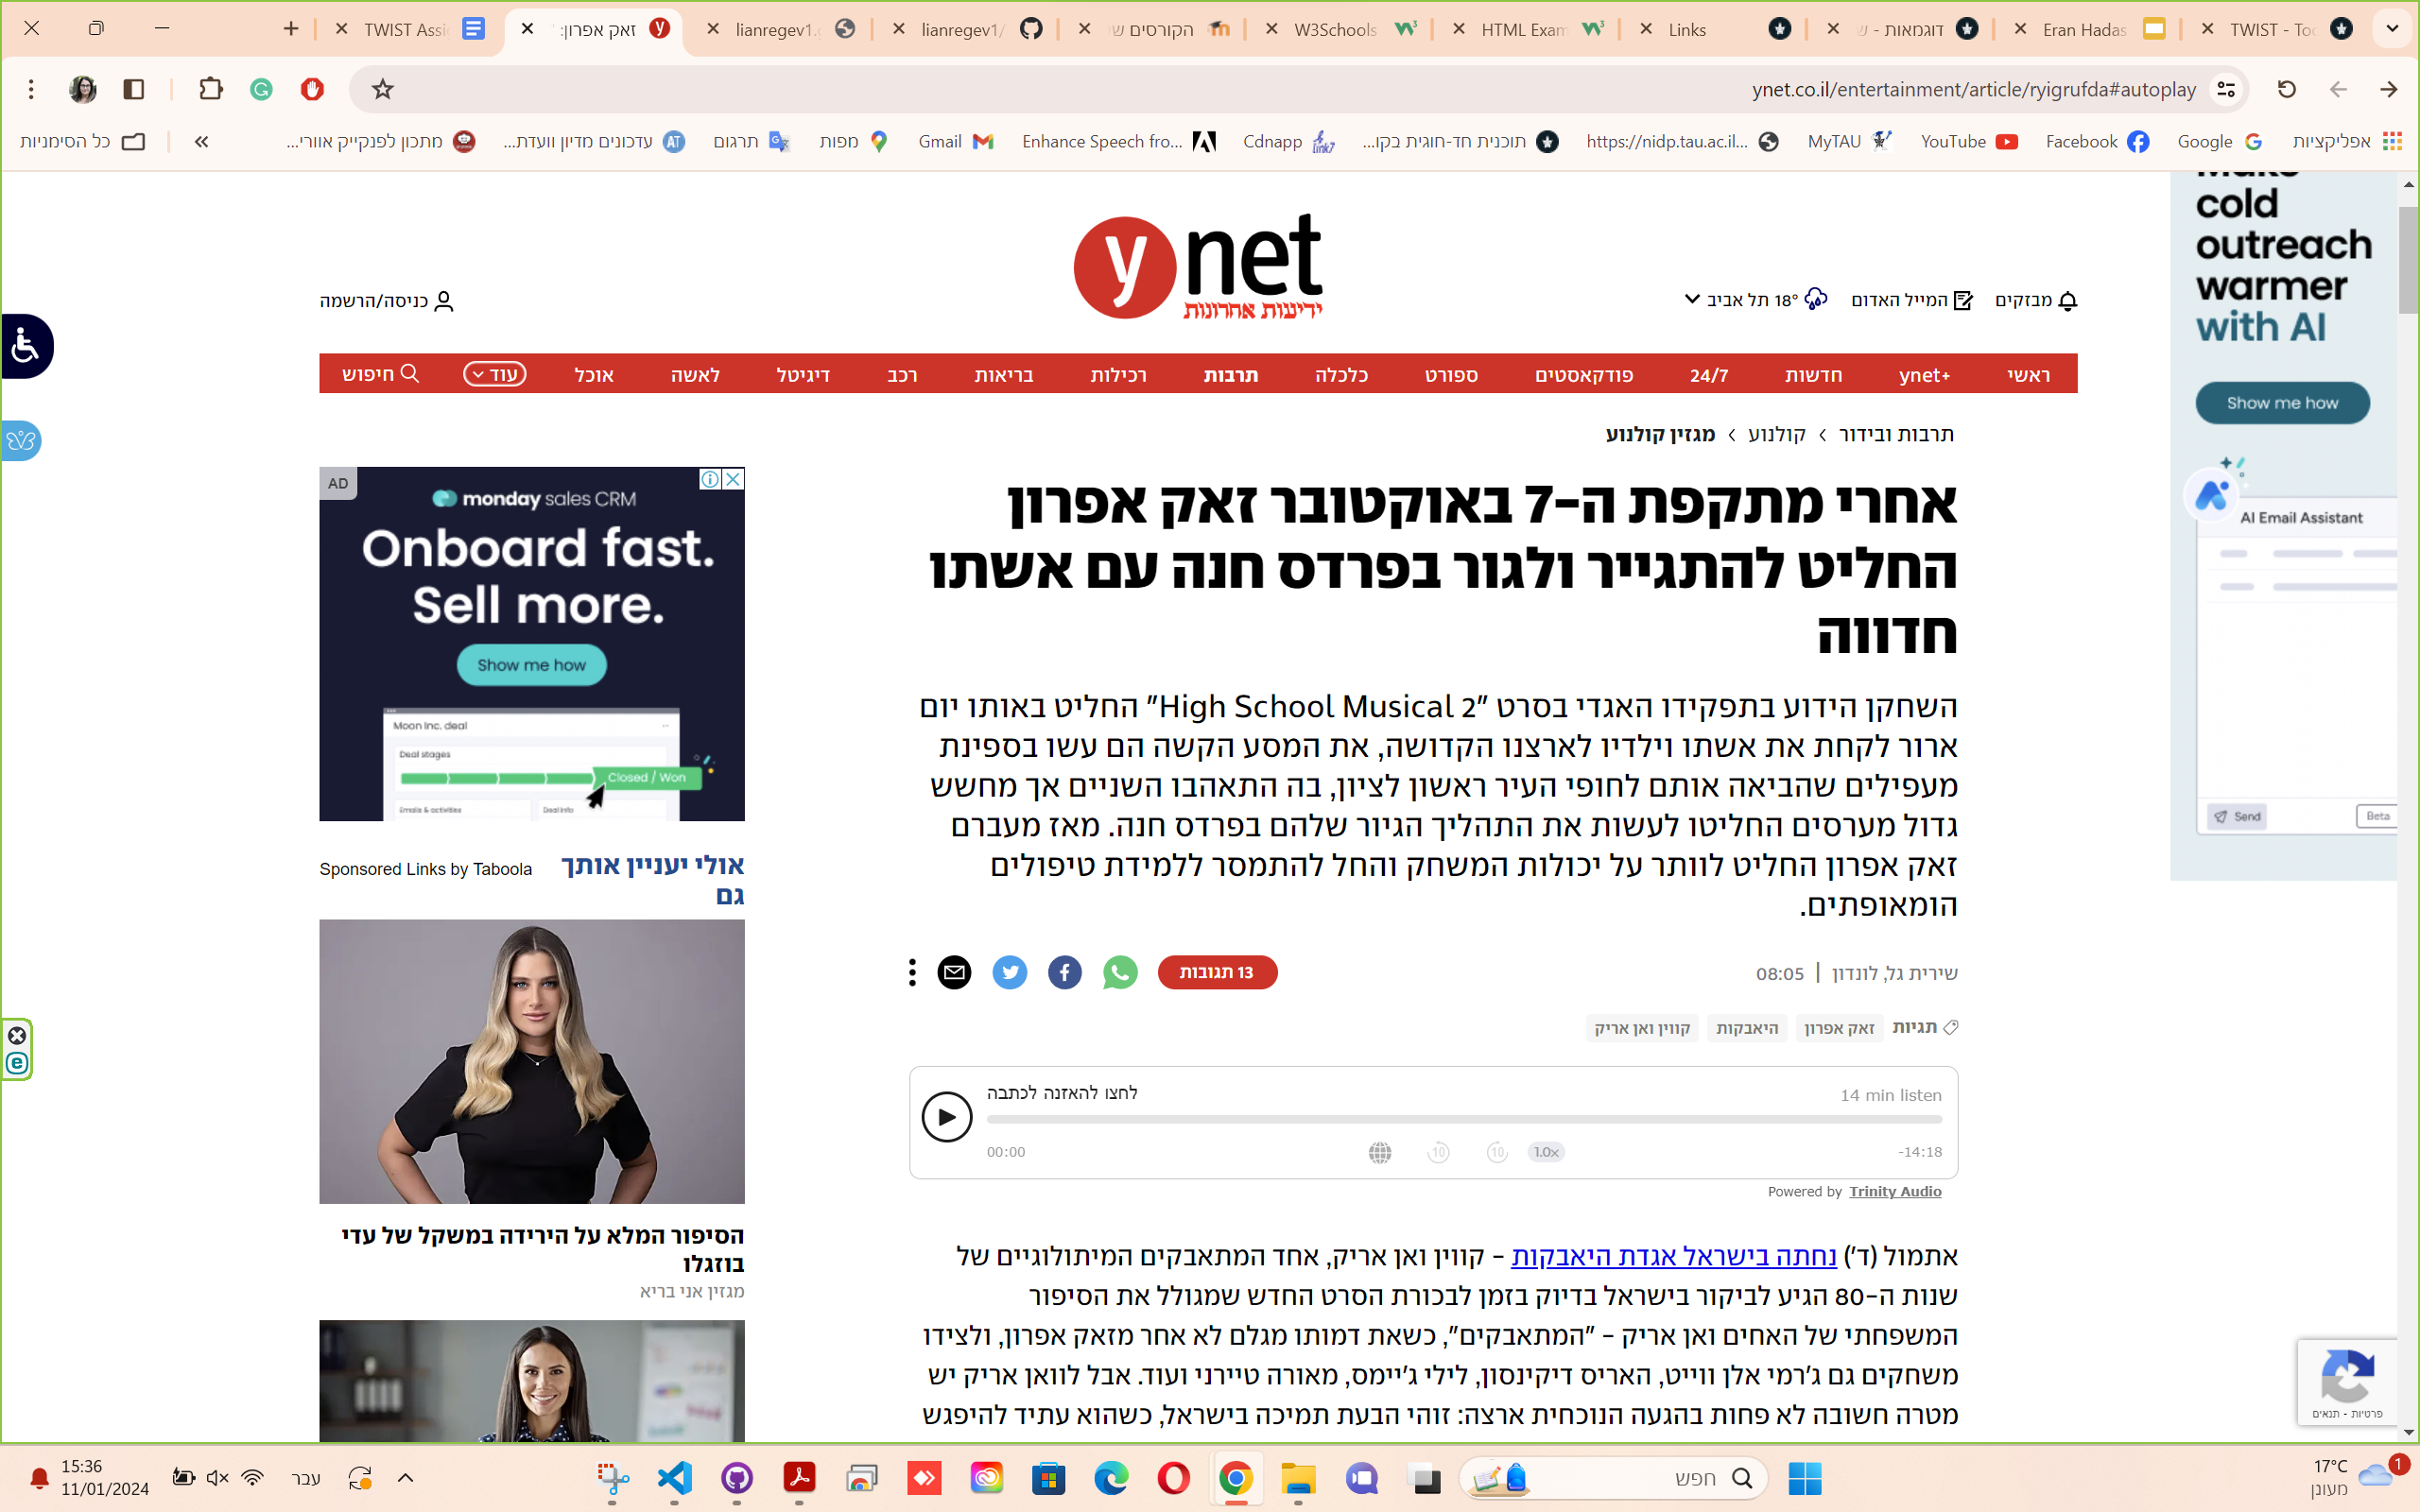 TWIST Assi
זאק אפרון:
lianregev1.g
lianregev1/
הקורסים ש
W3Schools
HTML Exam
Links
דוגמאות - ש
Eran Hadas
TWIST - Too
ynet.co.il/entertainment/article/ryigrufda#autoplay
אפליקציות
Google
Facebook
YouTube
MyTAU
https://nidp.tau.ac.il...
תוכנית חד-חוגית בקו...
Cdnapp
Enhance Speech fro...
Gmail
מפות
תרגום
עדכונים מדיון וועדת...
מתכון לפנקייק אוורי...
כל הסימניות
ynet
ידיעות אחרונות
מבזקים
המייל האדום
18° תל אביב
כניסה/הרשמה
ראשי
ynet+
חדשות
24/7
פודקאסטים
ספורט
כלכלה
תרבות
רכילות
בריאות
רכב
דיגיטל
לאשה
אוכל
עוד
חיפוש
תרבות ובידור › קולנוע › מגזין קולנוע
אחרי מתקפת ה-7 באוקטובר זאק אפרון
החליט להתגייר ולגור בפרדס חנה עם אשתו
חדווה
השחקן הידוע בתפקידו האגדי בסרט "High School Musical 2" החליט באותו יום
ארור לקחת את אשתו וילדיו לארצנו הקדושה, את המסע הקשה הם עשו בספינת
מעפילים שהביאה אותם לחופי העיר ראשון לציון, בה התאהבו השניים אך מחשש
גדול מערסים החליטו לעשות את התהליך הגיור שלהם בפרדס חנה. מאז מעברם
זאק אפרון החליט לוותר על יכולות המשחק והחל להתמסר ללמידת טיפולים
הומאופתים.
שירית גל, לונדון | 08:05
13 תגובות
תגיות
זאק אפרון
היאבקות
קווין ואן אריק
לחצו להאזנה לכתבה
14 min listen
00:00
10
10
1.0x
-14:18
Powered by Trinity Audio
אתמול (ד') נחתה בישראל אגדת היאבקות - קווין ואן אריק, אחד המתאבקים המיתולוגיים של
שנות ה-80 הגיע לביקור בישראל בדיוק בזמן לבכורת הסרט החדש שמגולל את הסיפור
המשפחתי של האחים ואן אריק - "המתאבקים", כשאת דמותו מגלם לא אחר מזאק אפרון, ולצידו
משחקים גם ג'רמי אלן ווייט, האריס דיקינסון, לילי ג'יימס, מאורה טיירני ועוד. אבל לוואן אריק יש
מטרה חשובה לא פחות בהגעה הנוכחית ארצה: זוהי הבעת תמיכה בישראל, כשהוא עתיד להיפגש
AD
monday sales CRM
Onboard fast.
Sell more.
Show me how
Moon Inc. deal
Deal stages
Closed / Won
Emails & activities
Deal info
אולי יעניין אותך
גם
Sponsored Links by Taboola
הסיפור המלא על הירידה במשקל של עדי
בוזגלו
מגזין אני בריא
Make
cold
outreach
warmer
with AI
Show me how
AI Email Assistant
Send
Beta
פרטיות - תנאים
15:36
11/01/2024
עבר
חפש
17°C
מעונן
1